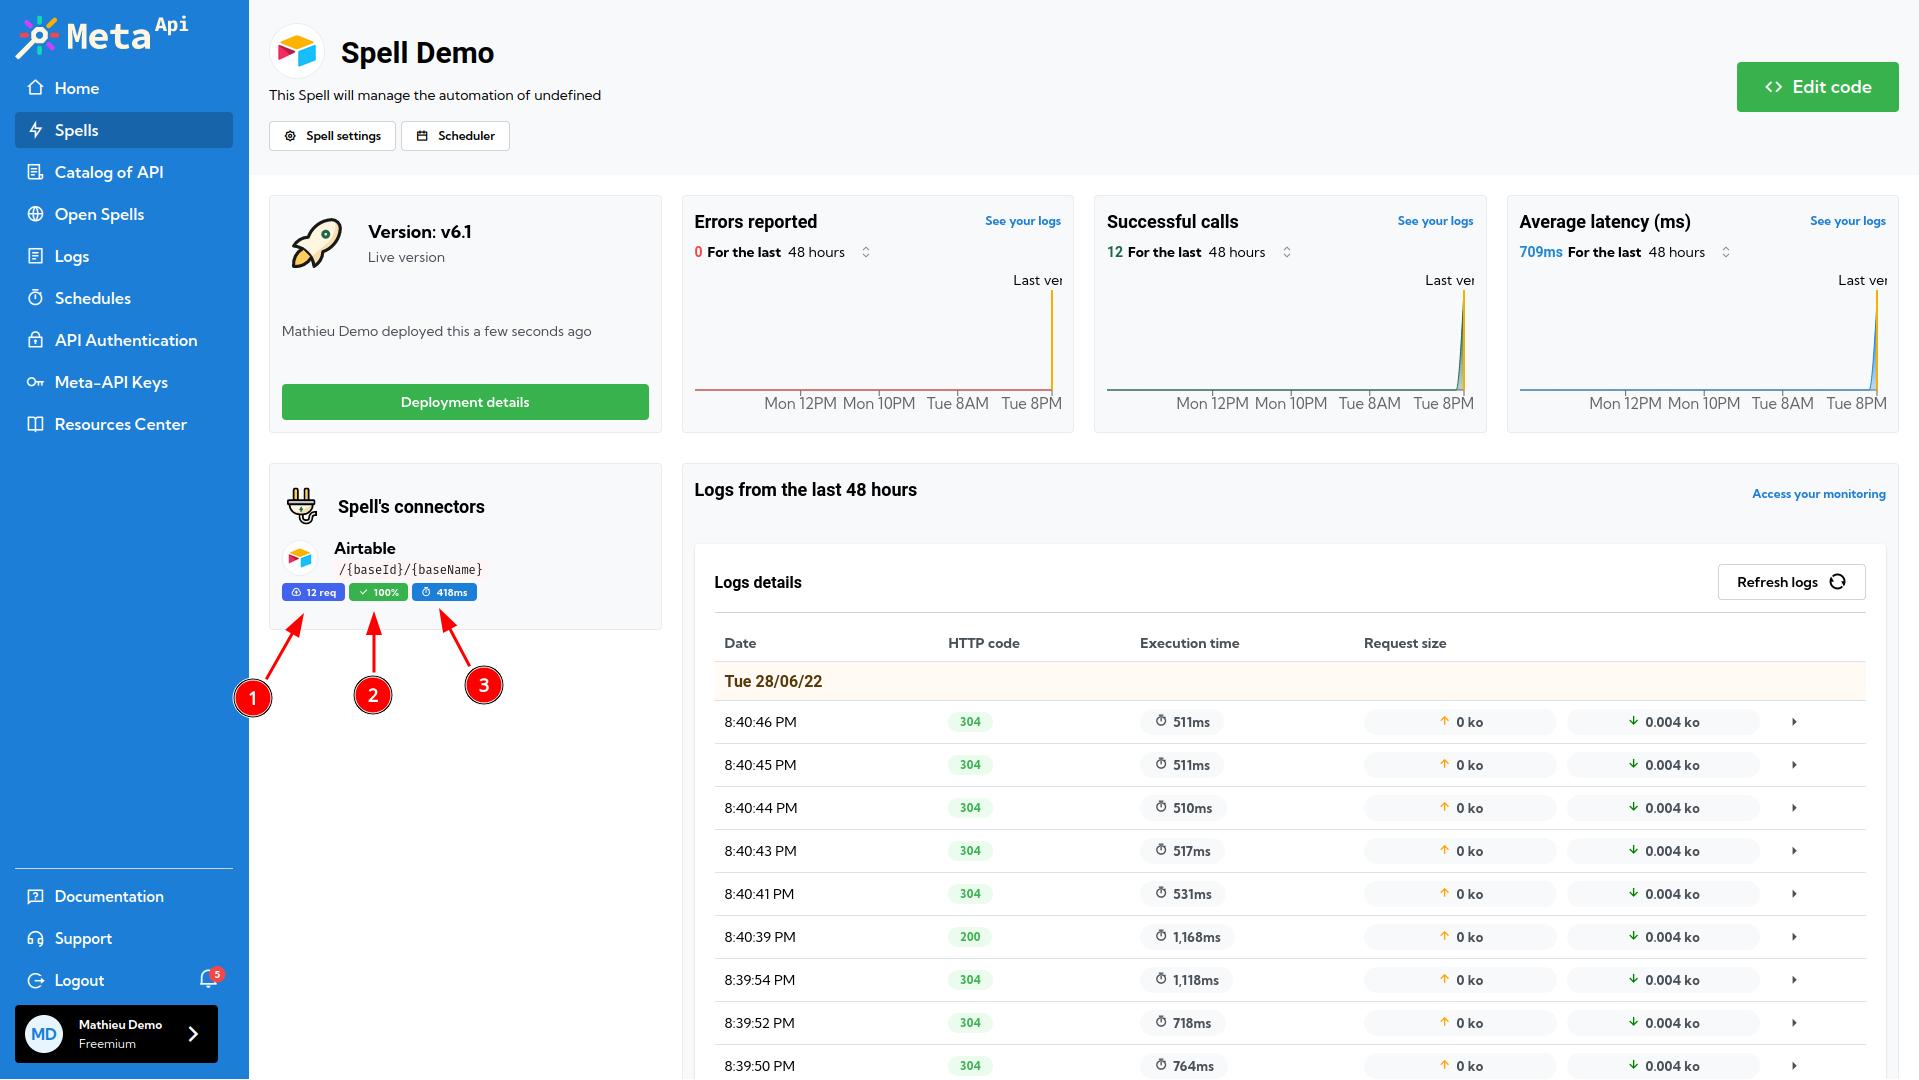 Meta Api
Home
Spells
Catalog of API
Open Spells
Logs
Schedules
API Authentication
Meta-API Keys
Resources Center
Documentation
Support
Logout
5
MD
Mathieu Demo
Freemium
Spell Demo
This Spell will manage the automation of undefined
Spell settings
Scheduler
<> Edit code
Version: v6.1
Live version
Mathieu Demo deployed this a few seconds ago
Deployment details
Errors reported
See your logs
0 For the last 48 hours
Last ver
Mon 12PM Mon 10PM Tue 8AM Tue 8PM
Successful calls
See your logs
12 For the last 48 hours
Last ver
Mon 12PM Mon 10PM Tue 8AM Tue 8PM
Average latency (ms)
See your logs
709ms For the last 48 hours
Last ver
Mon 12PM Mon 10PM Tue 8AM Tue 8PM
Spell's connectors
Airtable
/{baseId}/{baseName}
12 req 100% 418ms
1 2 3
Logs from the last 48 hours
Access your monitoring
Logs details
Refresh logs
Date HTTP code Execution time Request size
Tue 28/06/22
8:40:46 PM 304 511ms 0 ko 0.004 ko
8:40:45 PM 304 511ms 0 ko 0.004 ko
8:40:44 PM 304 510ms 0 ko 0.004 ko
8:40:43 PM 304 517ms 0 ko 0.004 ko
8:40:41 PM 304 531ms 0 ko 0.004 ko
8:40:39 PM 200 1,168ms 0 ko 0.004 ko
8:39:54 PM 304 1,118ms 0 ko 0.004 ko
8:39:52 PM 304 718ms 0 ko 0.004 ko
8:39:50 PM 304 764ms 0 ko 0.004 ko